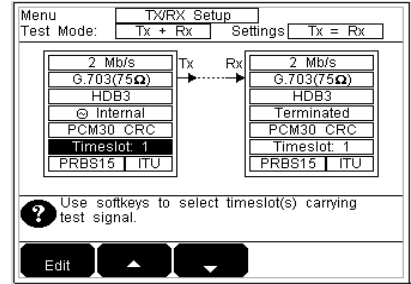 Menu TX/RX Setup
Test Mode: Tx + Rx Settings Tx = Rx
Tx Rx
2 Mb/s 2 Mb/s
G.703(75Ω) G.703(75Ω)
HDB3 HDB3
Internal Terminated
PCM30 CRC PCM30 CRC
Timeslot: 1 Timeslot: 1
PRBS15 ITU PRBS15 ITU
? Use softkeys to select timeslot(s) carrying
test signal.
Edit